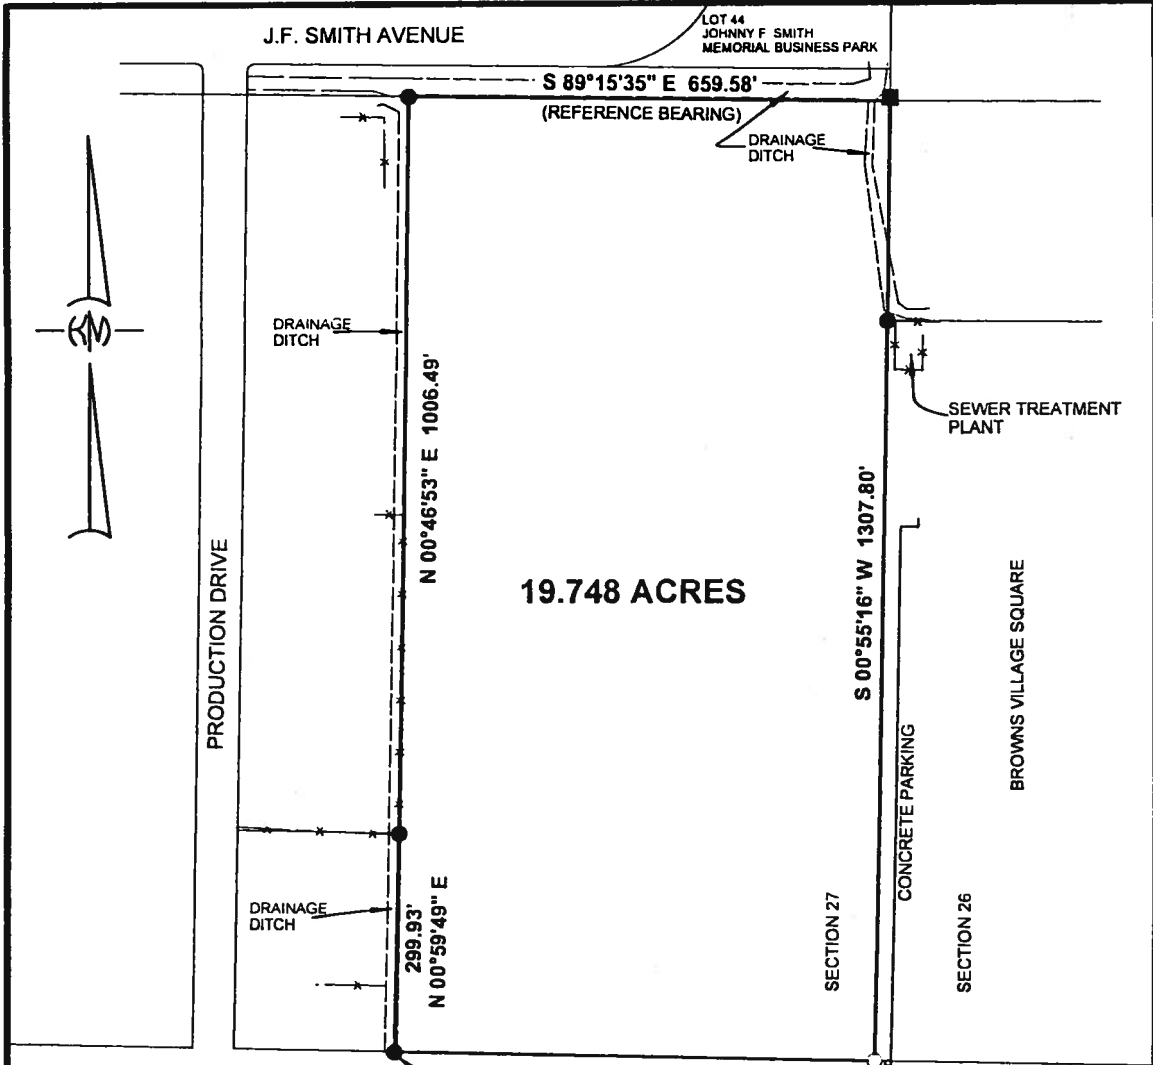 J.F. SMITH AVENUE
LOT 44
JOHNNY F SMITH
MEMORIAL BUSINESS PARK
S 89°15'35" E 659.58'
(REFERENCE BEARING)
DRAINAGE
DITCH
DRAINAGE
DITCH
KM
SEWER TREATMENT
PLANT
N 00°46'53" E 1006.49'
S 00°55'16" W 1307.80'
PRODUCTION DRIVE
19.748 ACRES
BROWNS VILLAGE SQUARE
CONCRETE PARKING
DRAINAGE
DITCH
299.93'
N 00°59'49" E
SECTION 27
SECTION 26